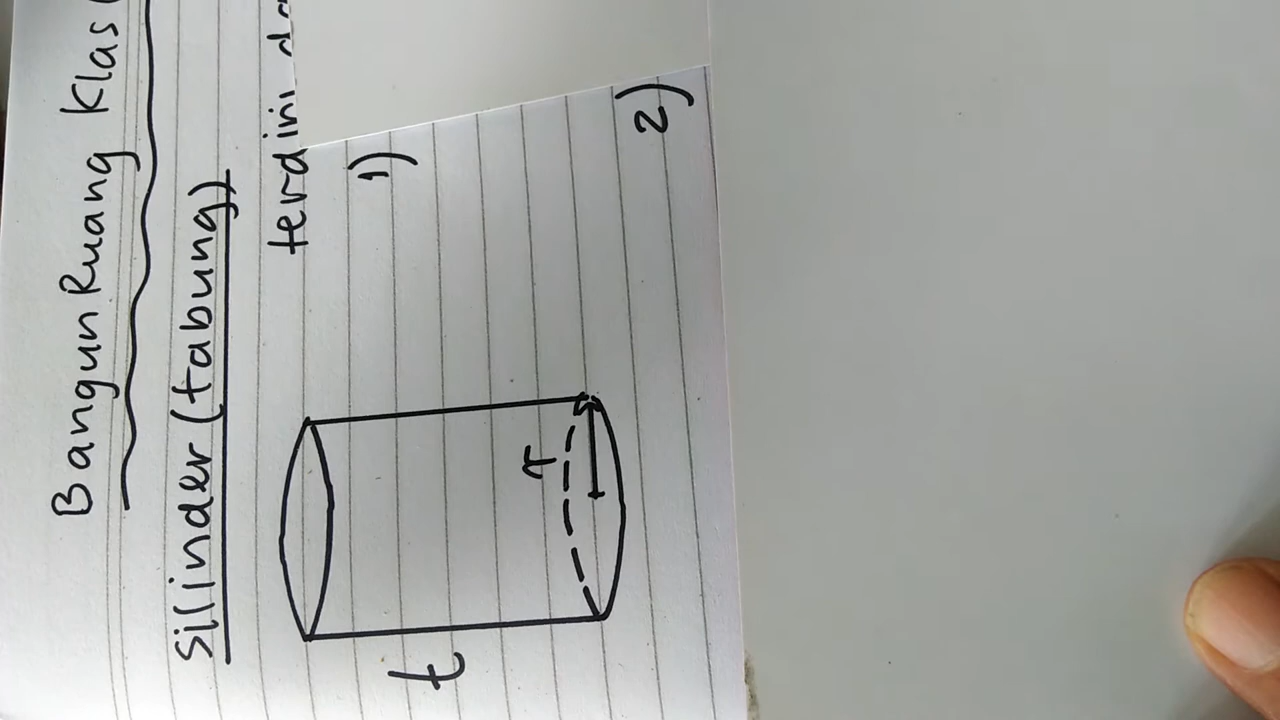 Bangun Ruang Klas
Silinder (tabung)
terdiri
1)
r
t
2)